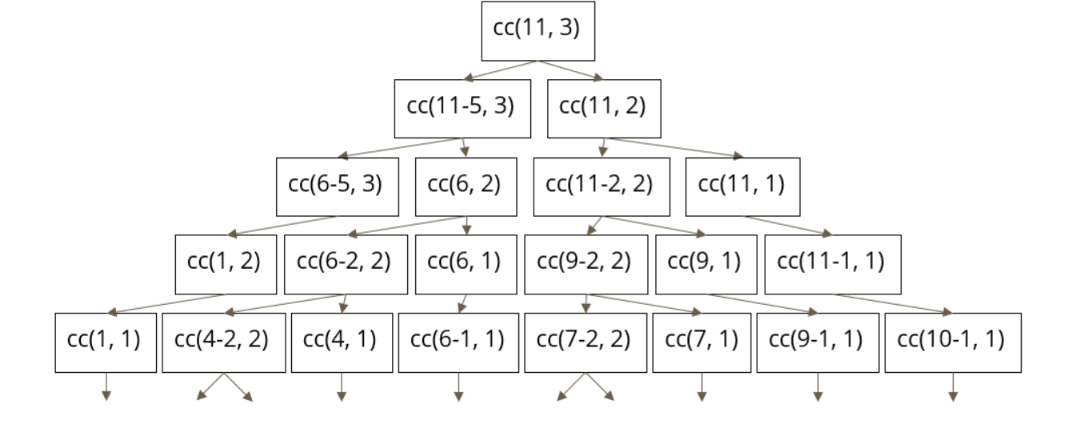 cc(11, 3)
cc(11-5, 3)
cc(11, 2)
cc(6-5, 3)
cc(6, 2)
cc(11-2, 2)
cc(11, 1)
cc(1, 2)
cc(6-2, 2)
cc(6, 1)
cc(9-2, 2)
cc(9, 1)
cc(11-1, 1)
cc(1, 1)
cc(4-2, 2)
cc(4, 1)
cc(6-1, 1)
cc(7-2, 2)
cc(7, 1)
cc(9-1, 1)
cc(10-1, 1)